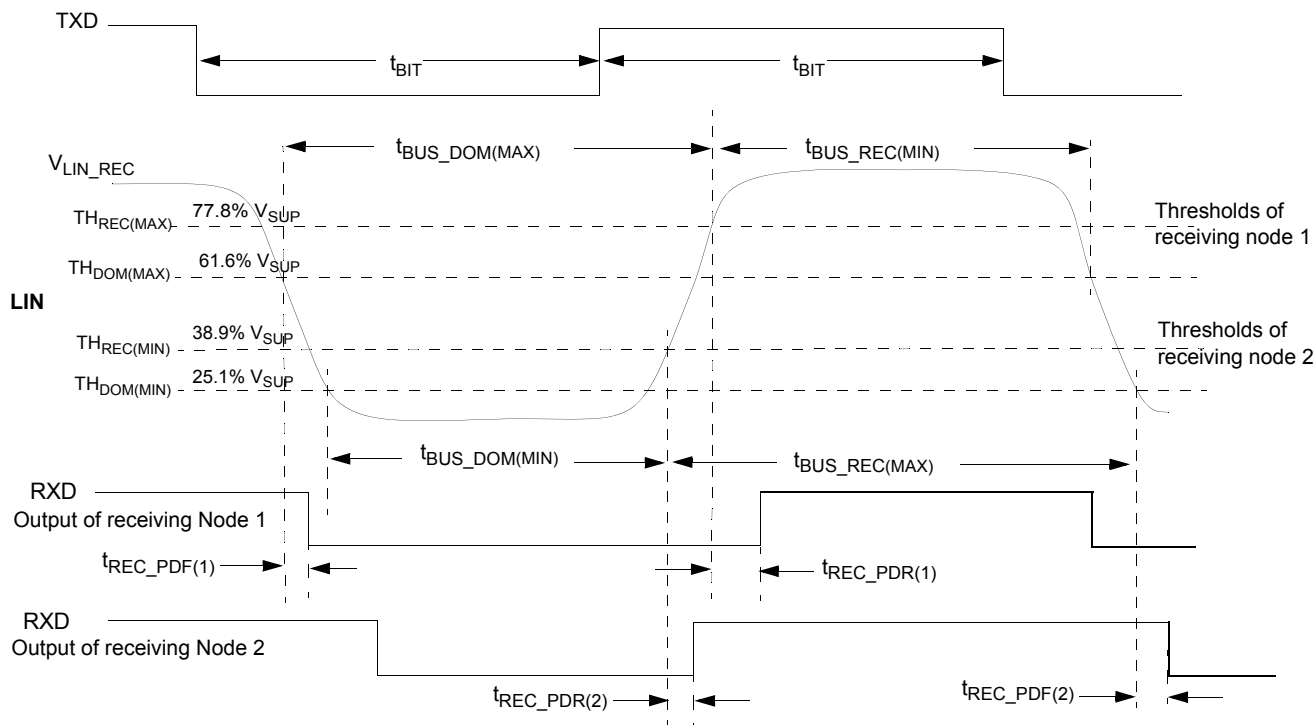 TXD
tBIT
tBIT
tBUS_DOM(MAX)
tBUS_REC(MIN)
VLIN_REC
THREC(MAX) 77.8% VSUP
Thresholds of
receiving node 1
THDOM(MAX) 61.6% VSUP
LIN
THREC(MIN) 38.9% VSUP
Thresholds of
receiving node 2
THDOM(MIN) 25.1% VSUP
tBUS_DOM(MIN)
tBUS_REC(MAX)
RXD
Output of receiving Node 1
tREC_PDF(1)
tREC_PDR(1)
RXD
Output of receiving Node 2
tREC_PDR(2)
tREC_PDF(2)